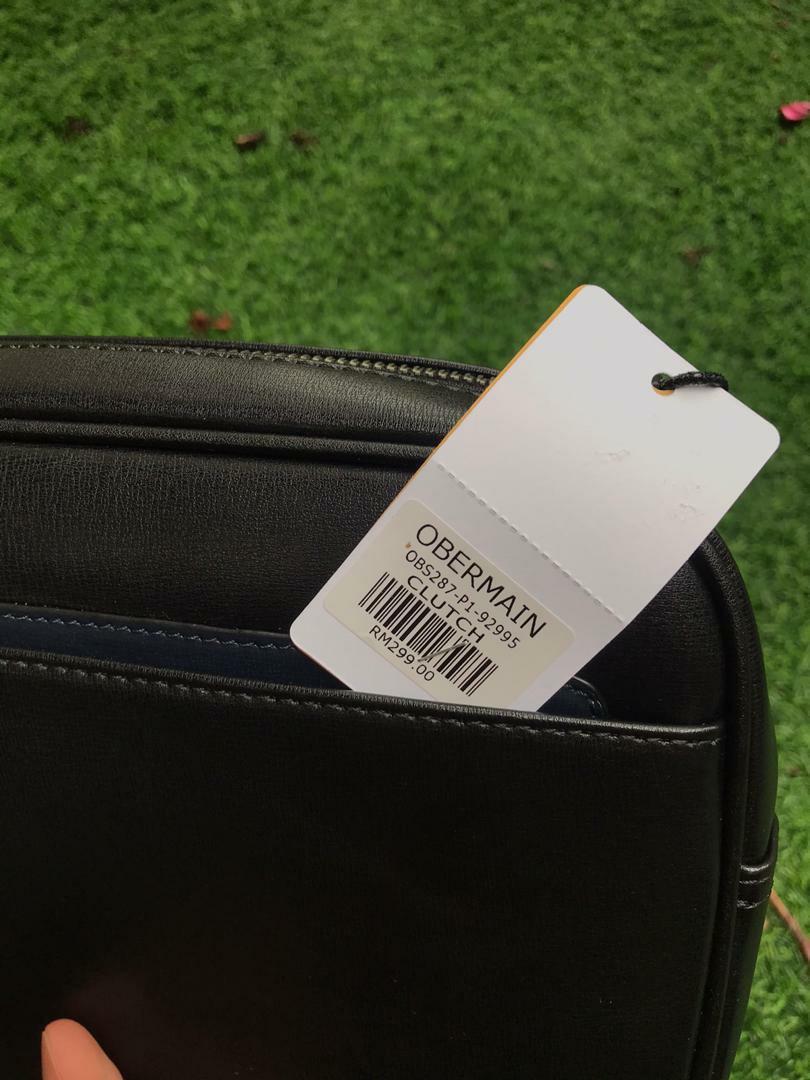 OBERMAIN
OBS287-P1-92995
CLUTCH
RM299.00